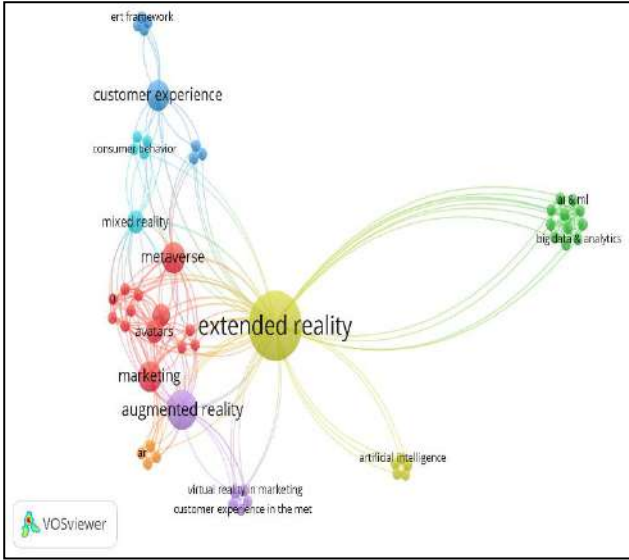 ert framework
customer experience
consumer behavior
mixed reality
metaverse
ai & ml
big data & analytics
extended reality
avatars
marketing
augmented reality
ar
artificial intelligence
virtual reality in marketing
customer experience in the met
VOSviewer